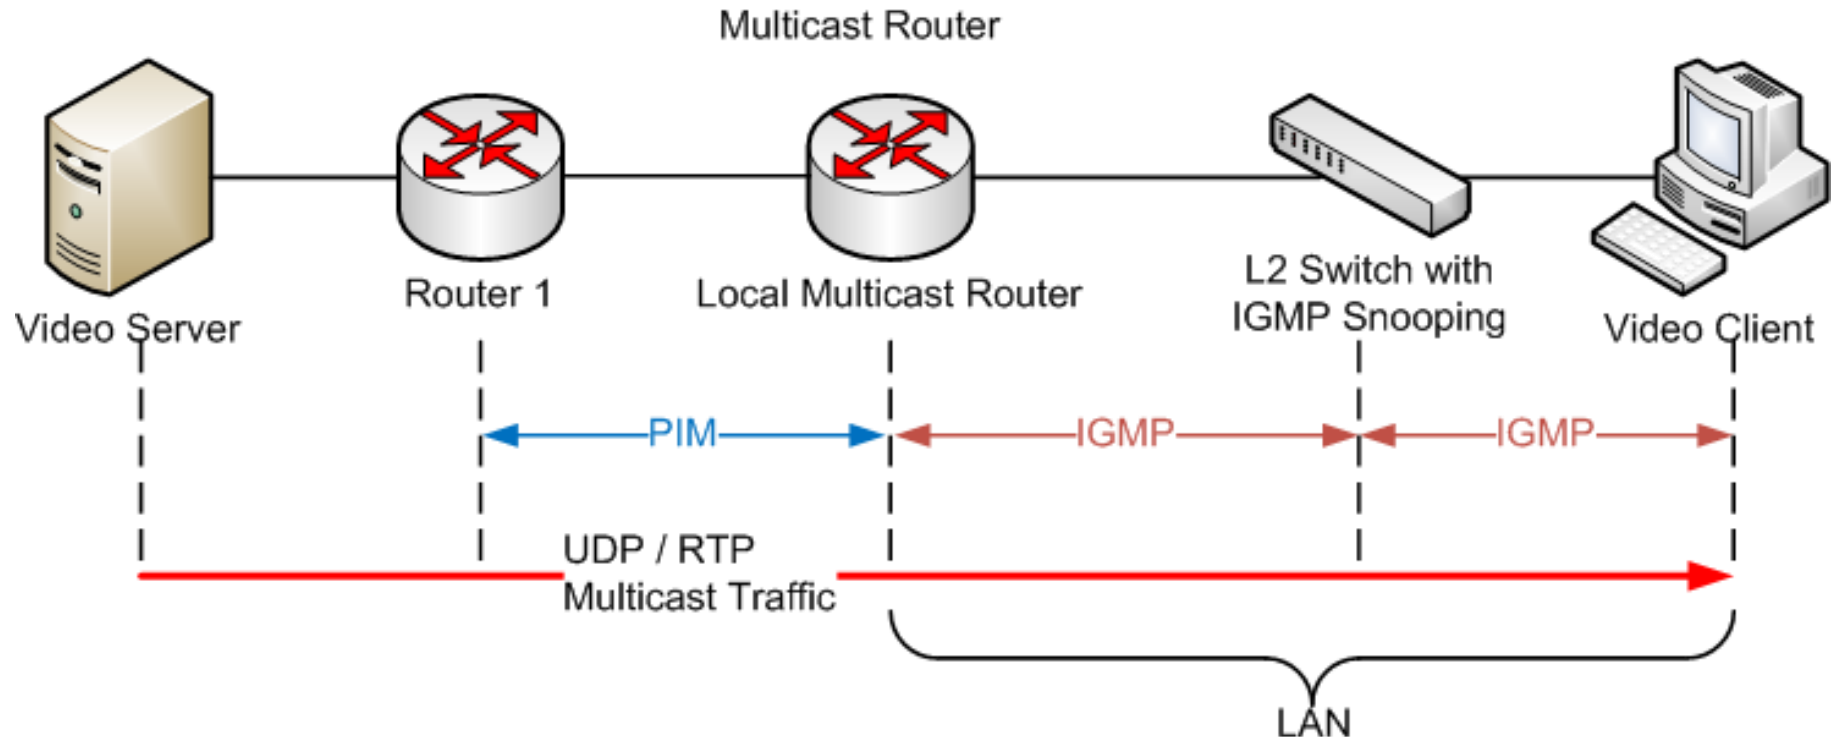 Multicast Router
Router 1
Local Multicast Router
L2 Switch with
IGMP Snooping
Video Server
Video Client
PIM
IGMP
IGMP
UDP / RTP
Multicast Traffic
LAN